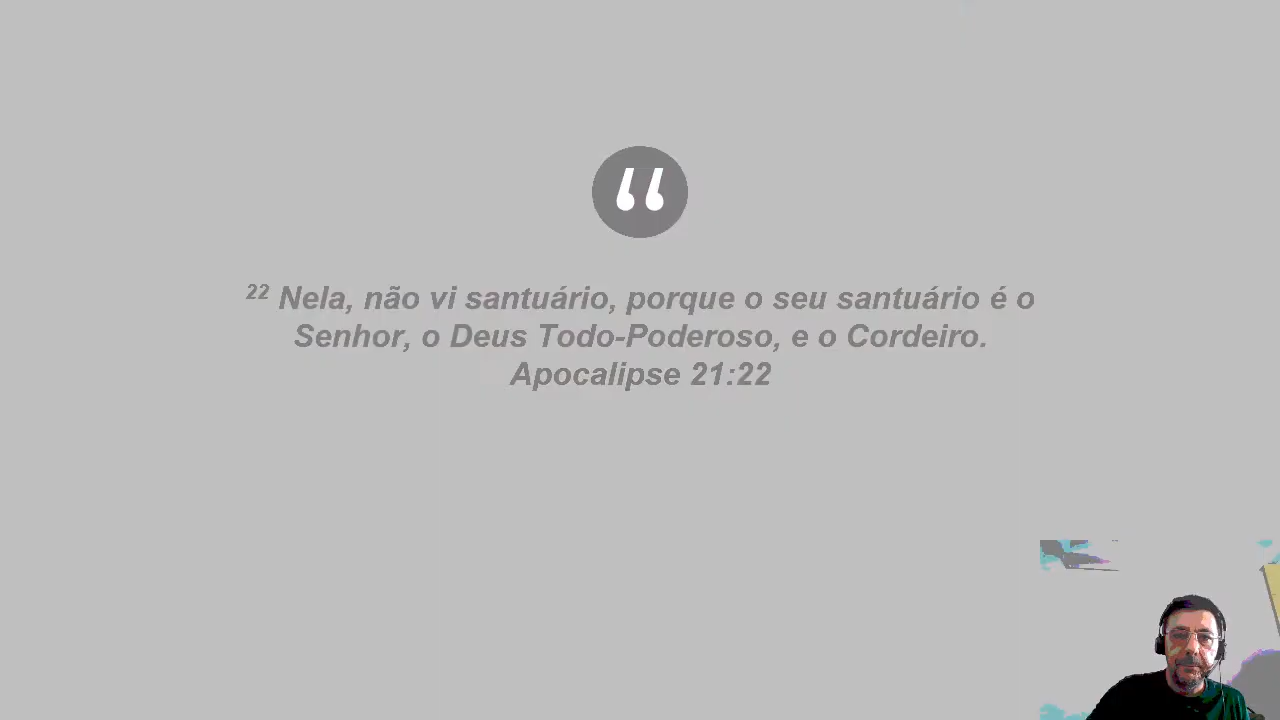 “
²² Nela, não vi santuário, porque o seu santuário é o
Senhor, o Deus Todo-Poderoso, e o Cordeiro.
Apocalipse 21:22